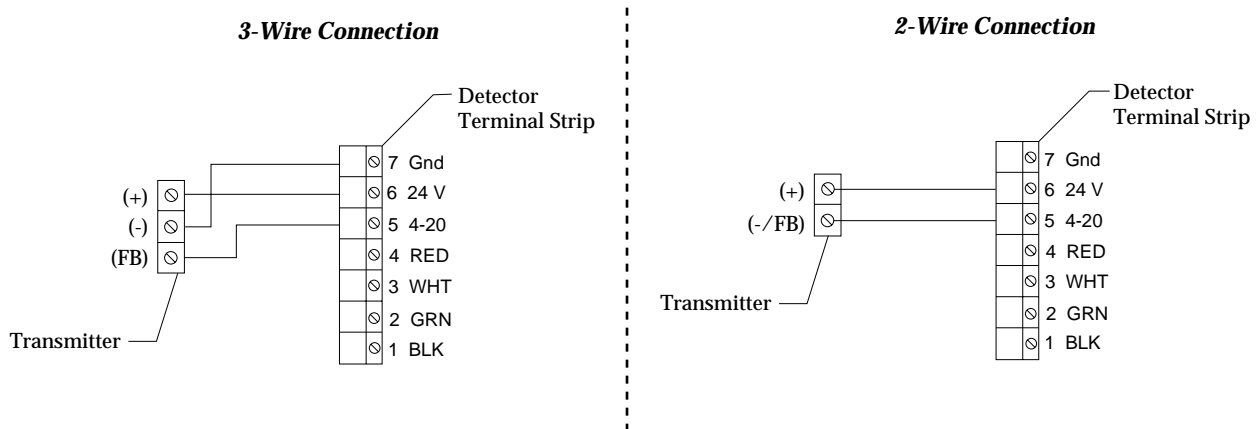 3-Wire Connection
Detector
Terminal Strip
7 Gnd
6 24 V
5 4-20
4 RED
3 WHT
2 GRN
1 BLK
(+)
(-)
(FB)
Transmitter
2-Wire Connection
Detector
Terminal Strip
7 Gnd
6 24 V
5 4-20
4 RED
3 WHT
2 GRN
1 BLK
(+)
(-/FB)
Transmitter